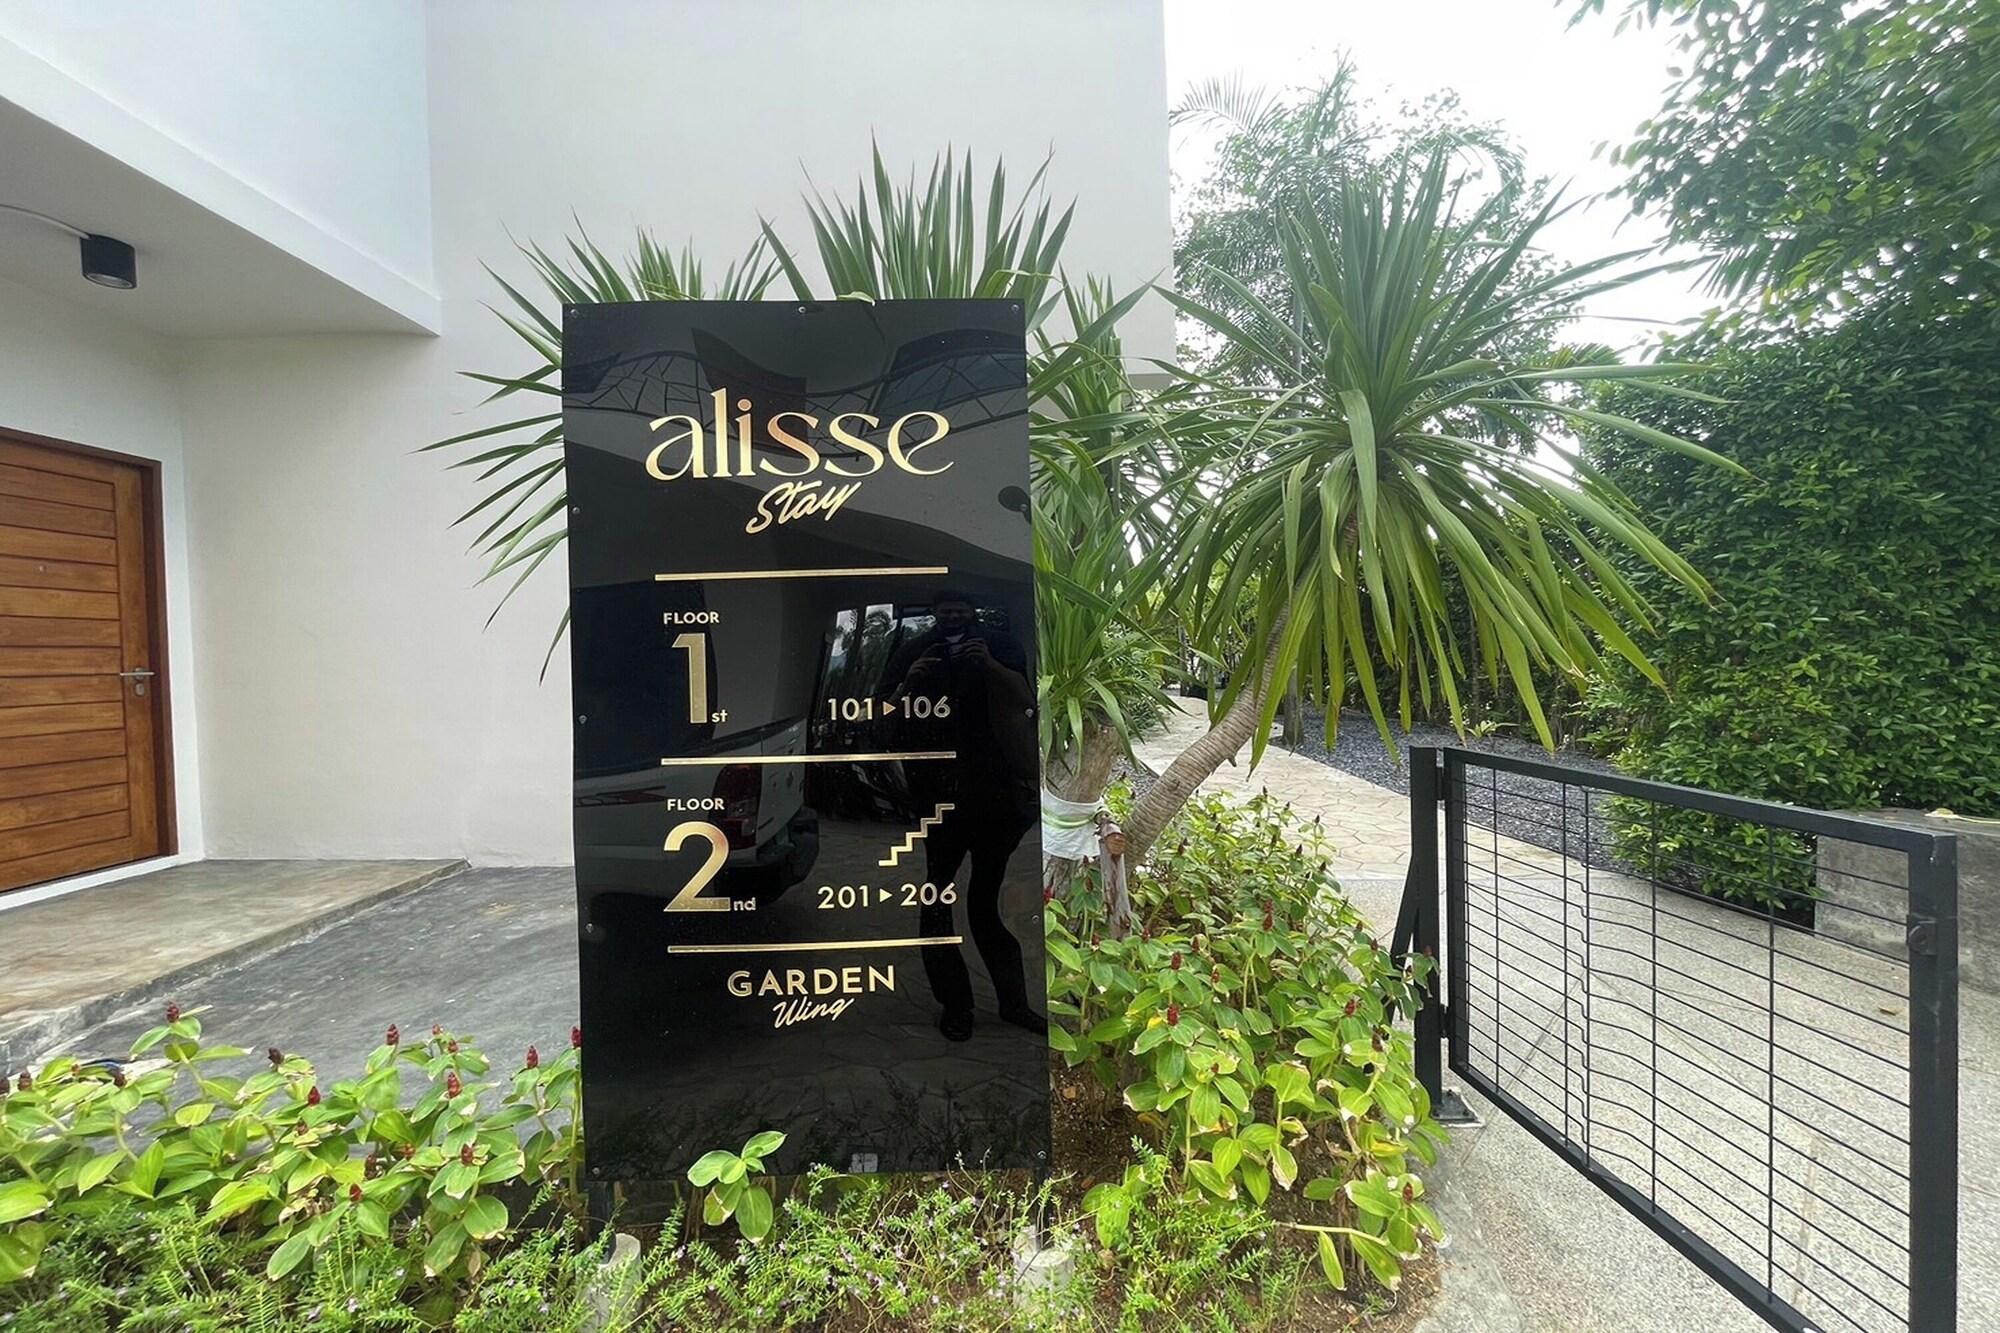 alisse
Stay
FLOOR
1st
101 ▶ 106
FLOOR
2nd
201 ▶ 206
GARDEN
Wing